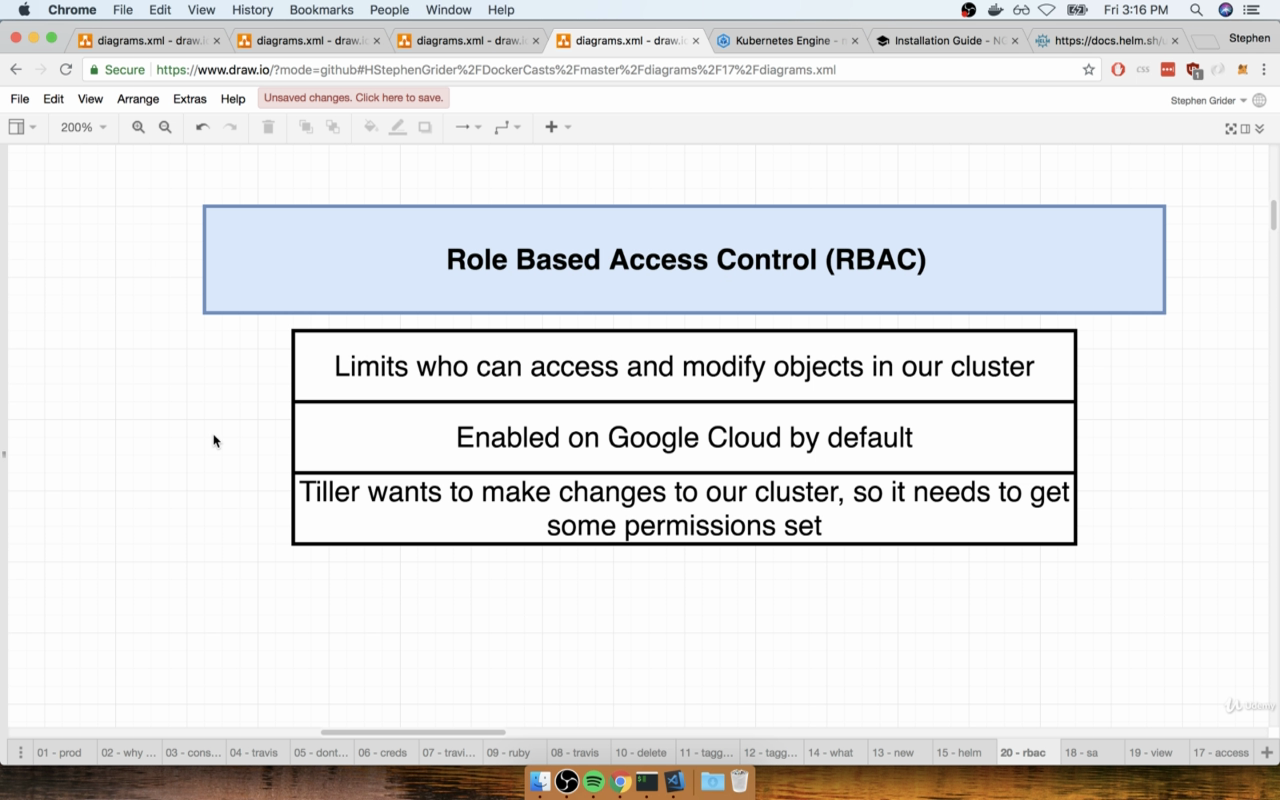 Chrome File Edit View History Bookmarks People Window Help Fri 3:16 PM
diagrams.xml - draw.i diagrams.xml - draw.i diagrams.xml - draw.i diagrams.xml - draw.i Kubernetes Engine - Installation Guide - https://docs.helm.sh/ Stephen
Secure https://www.draw.io/?mode=github#HStephenGrider%2FDockerCasts%2Fmaster%2Fdiagrams%2F17%2Fdiagrams.xml CSS 1
File Edit View Arrange Extras Help Unsaved changes. Click here to save. Stephen Grider
200%
Role Based Access Control (RBAC)
Limits who can access and modify objects in our cluster
Enabled on Google Cloud by default
Tiller wants to make changes to our cluster, so it needs to get
some permissions set
Udemy
01 - prod 02 - why ... 03 - cons... 04 - travis 05 - dont... 06 - creds 07 - travi... 09 - ruby 08 - travis 10 - delete 11 - tagg... 12 - tagg... 14 - what 13 - new 15 - helm 20 - rbac 18 - sa 19 - view 17 - access